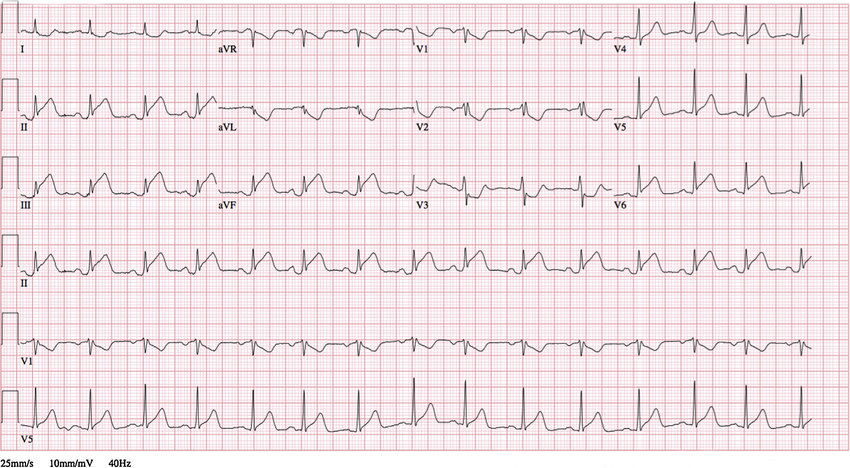 I aVR V1 V4
II aVL V2 V5
III aVF V3 V6
II
V1
V5
25mm/s 10mm/mV 40Hz